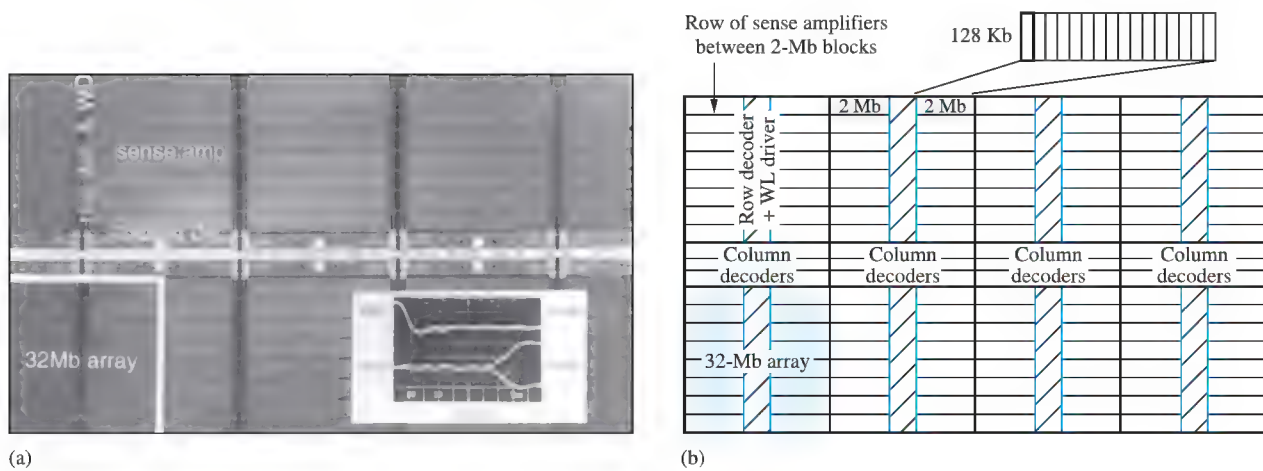 sense amp
32Mb array
(a)
Row of sense amplifiers
between 2-Mb blocks
128 Kb
2 Mb
2 Mb
Row decoder
+ WL driver
Column
decoders
Column
decoders
Column
decoders
Column
decoders
32-Mb array
(b)